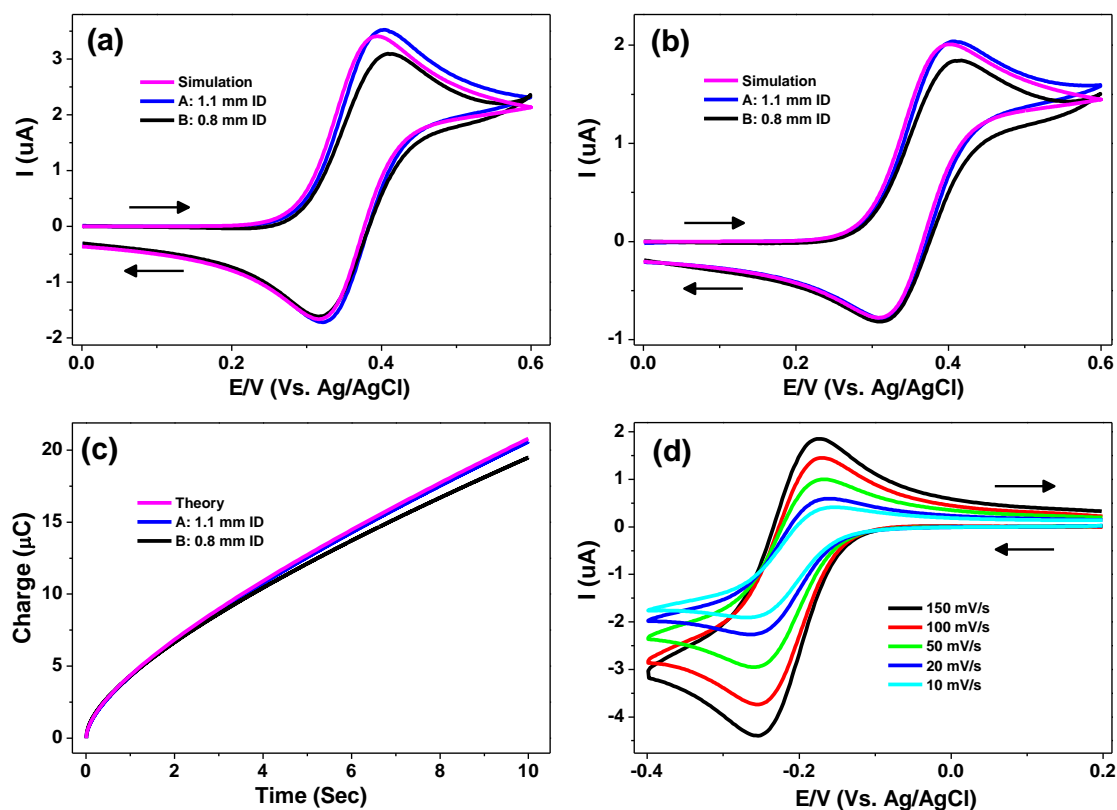 (a)
Simulation
A: 1.1 mm ID
B: 0.8 mm ID
I (uA)
3
2
1
0
-1
-2
0.0
0.2
0.4
0.6
E/V (Vs. Ag/AgCl)
(b)
Simulation
A: 1.1 mm ID
B: 0.8 mm ID
I (uA)
2
1
0
-1
0.0
0.2
0.4
0.6
E/V (Vs. Ag/AgCl)
(c)
Theory
A: 1.1 mm ID
B: 0.8 mm ID
Charge (µC)
20
15
10
5
0
0
2
4
6
8
10
Time (Sec)
(d)
I (uA)
2
1
0
-1
-2
-3
-4
150 mV/s
100 mV/s
50 mV/s
20 mV/s
10 mV/s
-0.4
-0.2
0.0
0.2
E/V (Vs. Ag/AgCl)